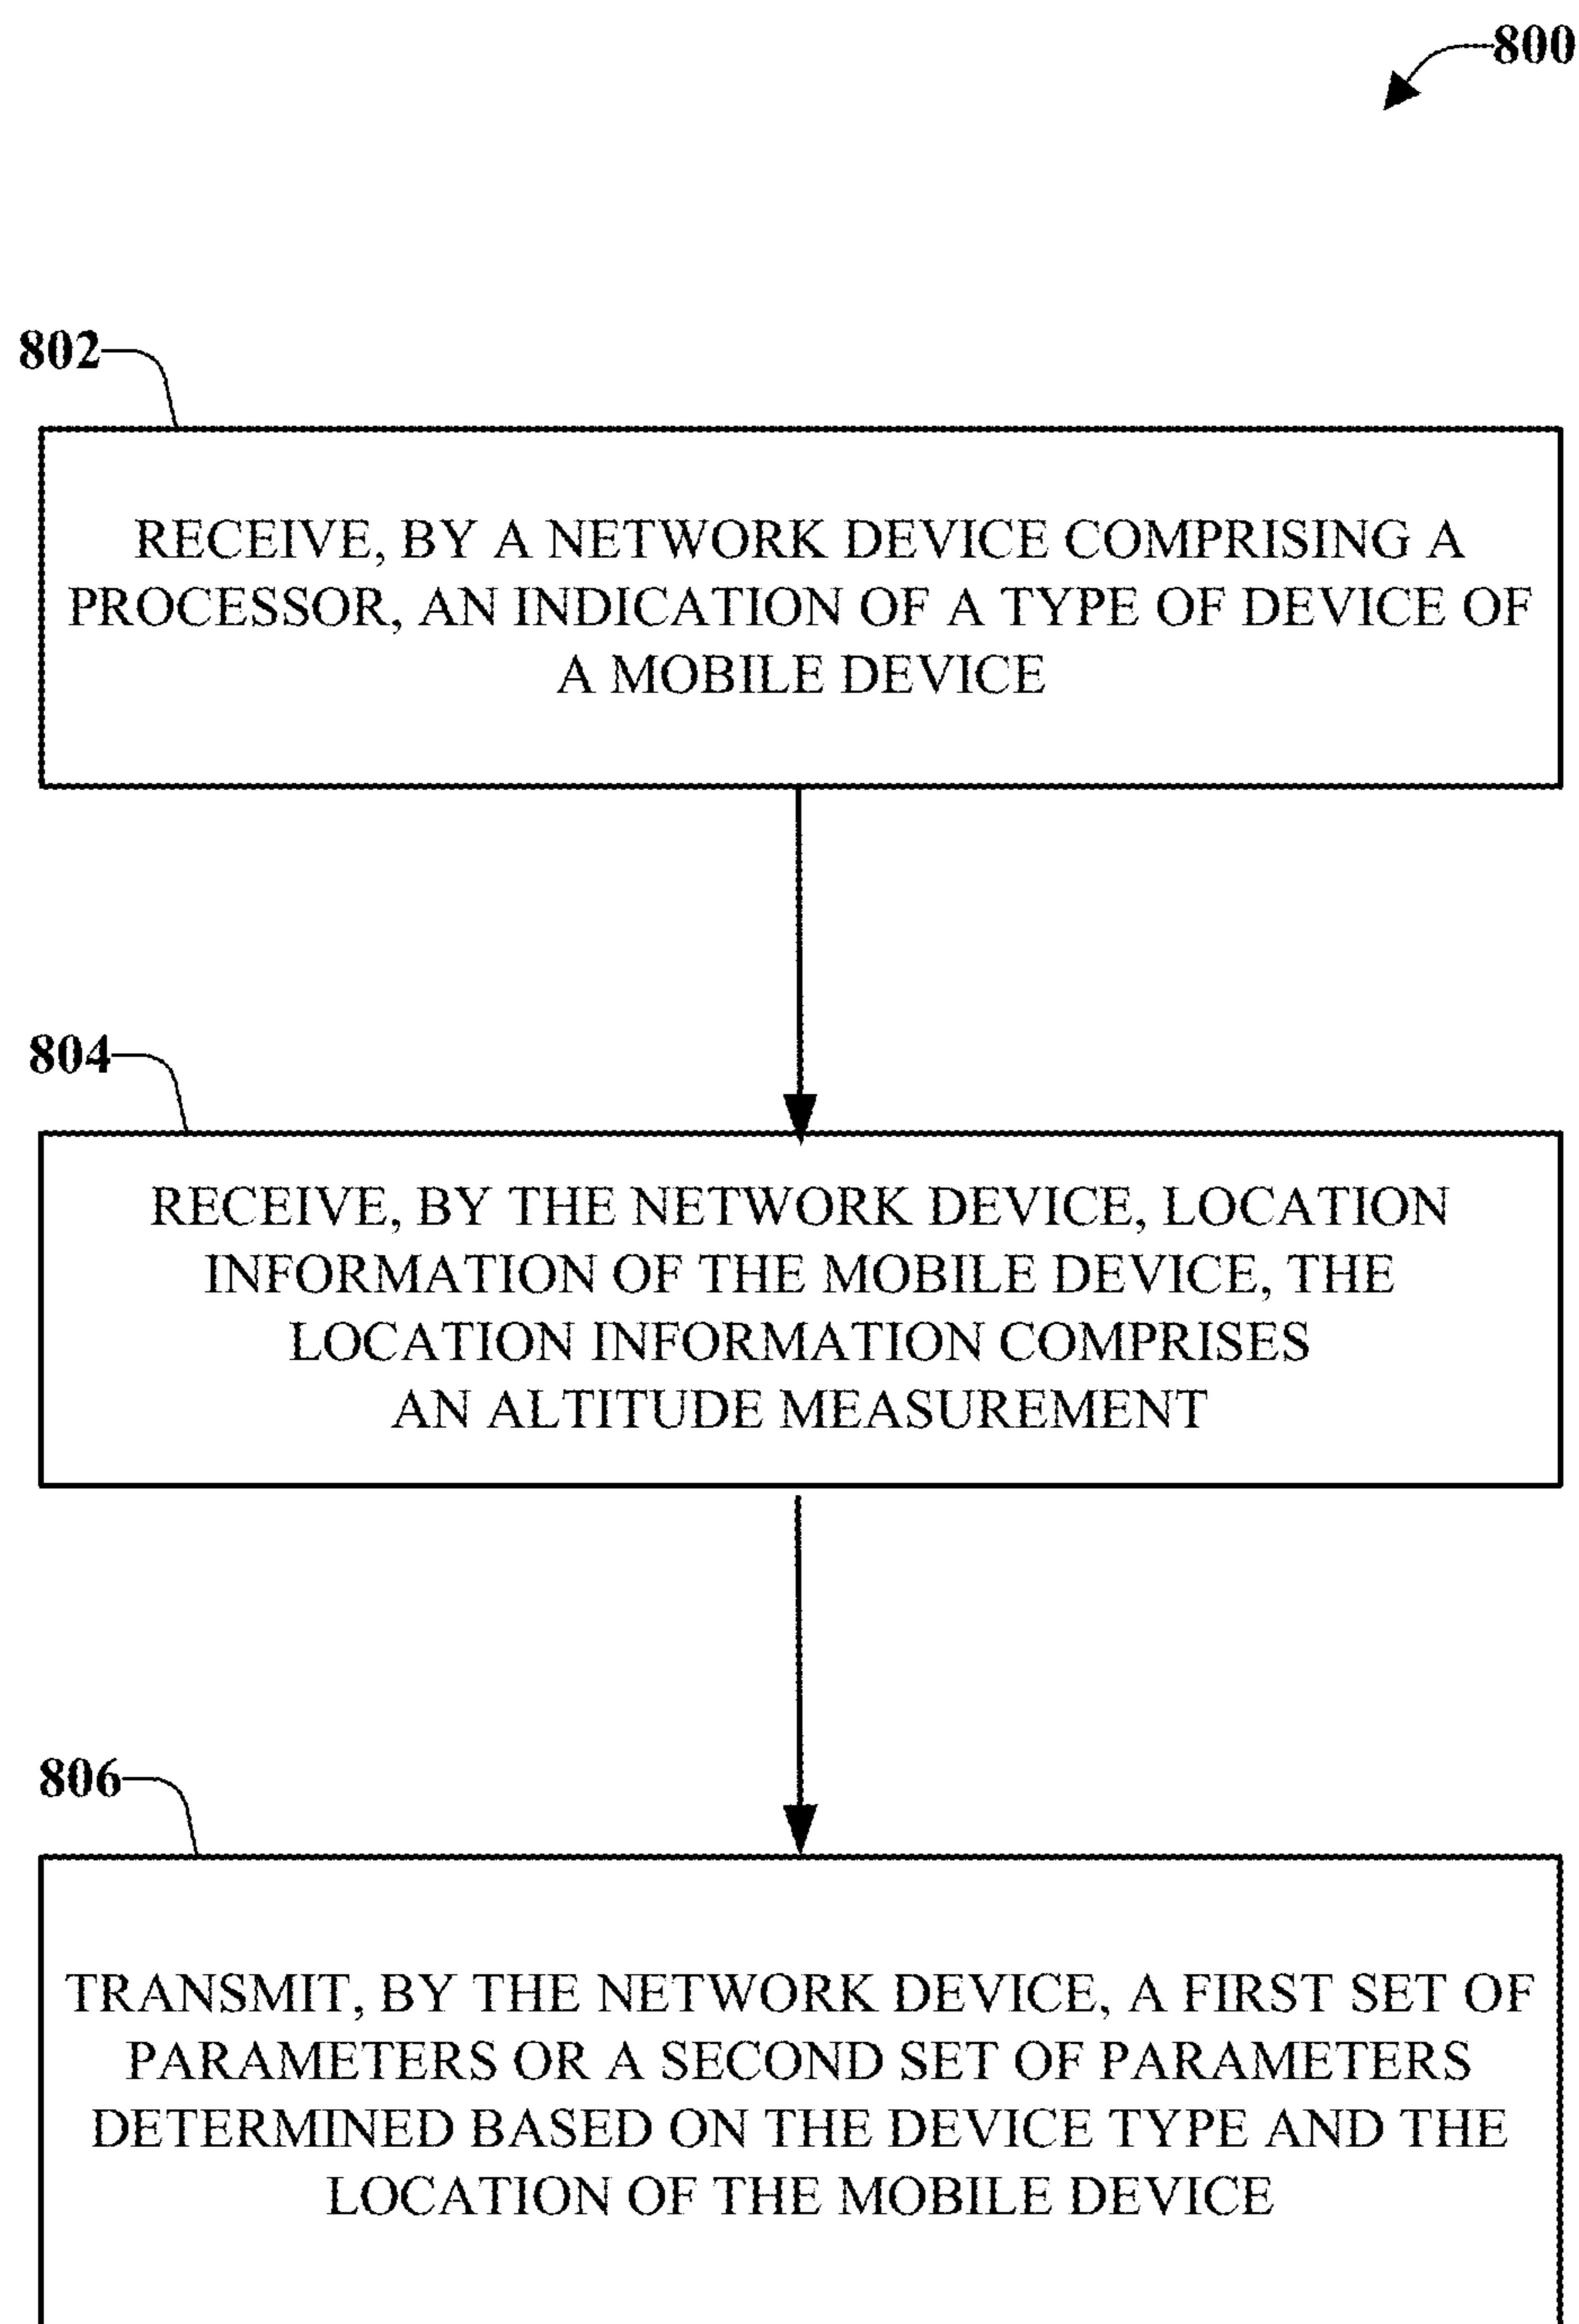 800
802
RECEIVE, BY A NETWORK DEVICE COMPRISING A
PROCESSOR, AN INDICATION OF A TYPE OF DEVICE OF
A MOBILE DEVICE
804
RECEIVE, BY THE NETWORK DEVICE, LOCATION
INFORMATION OF THE MOBILE DEVICE, THE
LOCATION INFORMATION COMPRISES
AN ALTITUDE MEASUREMENT
806
TRANSMIT, BY THE NETWORK DEVICE, A FIRST SET OF
PARAMETERS OR A SECOND SET OF PARAMETERS
DETERMINED BASED ON THE DEVICE TYPE AND THE
LOCATION OF THE MOBILE DEVICE